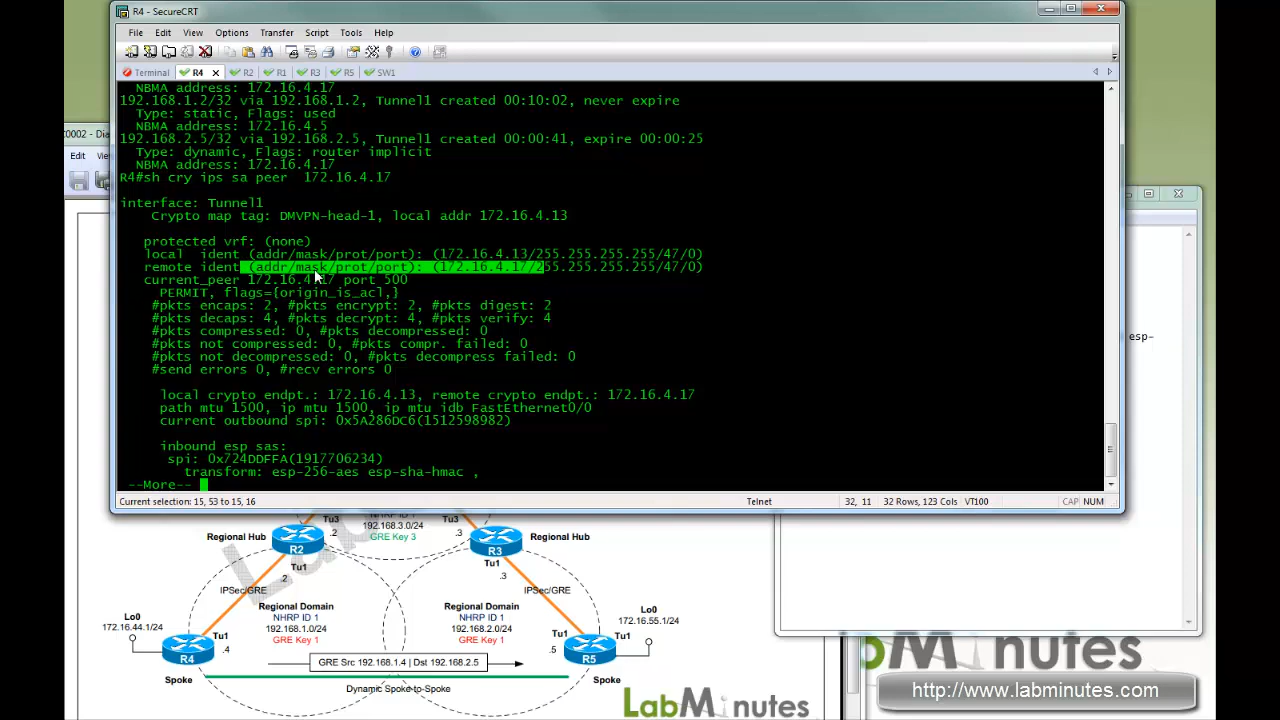 R4 - SecureCRT
File Edit View Options Transfer Script Tools Help
Terminal R4 R2 R1 R3 R5 SW1
NBMA address: 172.16.4.17
192.168.1.2/32 via 192.168.1.2, Tunnel1 created 00:10:02, never expire
Type: static, Flags: used
NBMA address: 172.16.4.5
192.168.2.5/32 via 192.168.2.5, Tunnel1 created 00:00:41, expire 00:00:25
Type: dynamic, Flags: router implicit
NBMA address: 172.16.4.17
R4#sh cry ips sa peer  172.16.4.17
interface: Tunnel1
Crypto map tag: DMVPN-head-1, local addr 172.16.4.13
protected vrf: (none)
local  ident (addr/mask/prot/port): (172.16.4.13/255.255.255.255/47/0)
remote ident (addr/mask/prot/port): (172.16.4.17/255.255.255.255/47/0)
current_peer 172.16.4.17 port 500
PERMIT, flags={origin_is_acl,}
#pkts encaps: 2, #pkts encrypt: 2, #pkts digest: 2
#pkts decaps: 4, #pkts decrypt: 4, #pkts verify: 4
#pkts compressed: 0, #pkts decompressed: 0
#pkts not compressed: 0, #pkts compr. failed: 0
#pkts not decompressed: 0, #pkts decompress failed: 0
#send errors 0, #recv errors 0
local crypto endpt.: 172.16.4.13, remote crypto endpt.: 172.16.4.17
path mtu 1500, ip mtu 1500, ip mtu idb FastEthernet0/0
current outbound spi: 0x5A286DC6(1512598982)
inbound esp sas:
spi: 0x724DDFFA(1917706234)
transform: esp-256-aes esp-sha-hmac ,
--More--
Current selection: 15, 53 to 15, 16 Telnet 32, 11 32 Rows, 123 Cols VT100 CAP NUM
0002 - Dia
Edit
esp-
Tu3 192.168.3.0/24 Tu3
.2 GRE Key 3 .3
Regional Hub R2 R3 Regional Hub
Tu1 Tu1
.2 .3
IPSec/GRE IPSec/GRE
Regional Domain Regional Domain
NHRP ID 1 NHRP ID 1
192.168.1.0/24 192.168.2.0/24
GRE Key 1 GRE Key 1
Lo0 Lo0
172.16.44.1/24 172.16.55.1/24
Tu1 Tu1 Tu1
R4 .4 .5 R5
GRE Src 192.168.1.4 | Dst 192.168.2.5
Spoke Spoke
Dynamic Spoke-to-Spoke
LabMinutes
bMinutes
http://www.labminutes.com